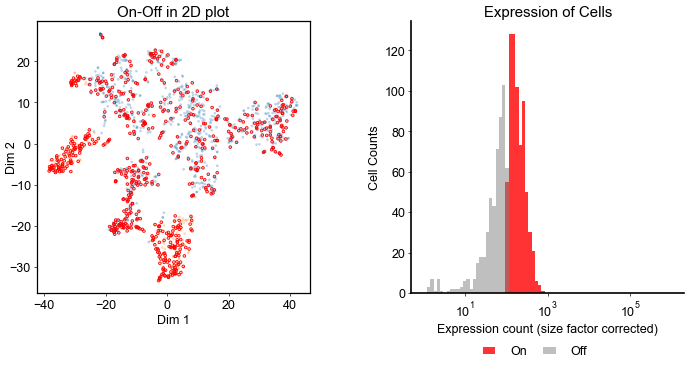 On-Off in 2D plot
Dim 2
20
10
0
−10
−20
−30
−40
−20
0
20
40
Dim 1
Expression of Cells
Cell Counts
120
100
80
60
40
20
0
10^1
10^3
10^5
Expression count (size factor corrected)
On
Off